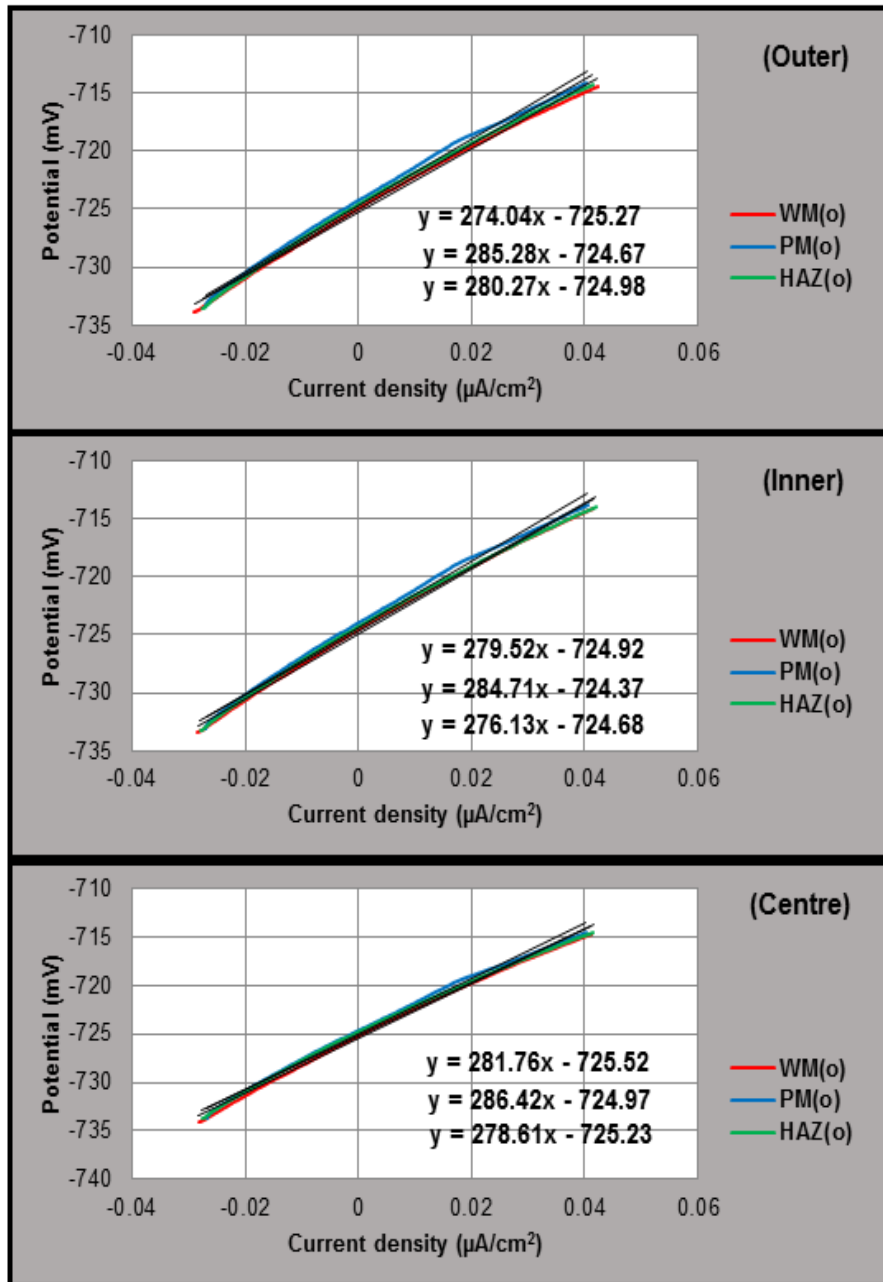 (Outer)
Potential (mV)
-710
-715
-720
-725
-730
-735
y = 274.04x - 725.27
y = 285.28x - 724.67
y = 280.27x - 724.98
WM(o)
PM(o)
HAZ(o)
-0.04 -0.02 0 0.02 0.04 0.06
Current density (µA/cm²)
(Inner)
Potential (mV)
-710
-715
-720
-725
-730
-735
y = 279.52x - 724.92
y = 284.71x - 724.37
y = 276.13x - 724.68
WM(o)
PM(o)
HAZ(o)
-0.04 -0.02 0 0.02 0.04 0.06
Current density (µA/cm²)
(Centre)
Potential (mV)
-710
-715
-720
-725
-730
-735
-740
y = 281.76x - 725.52
y = 286.42x - 724.97
y = 278.61x - 725.23
WM(o)
PM(o)
HAZ(o)
-0.04 -0.02 0 0.02 0.04 0.06
Current density (µA/cm²)